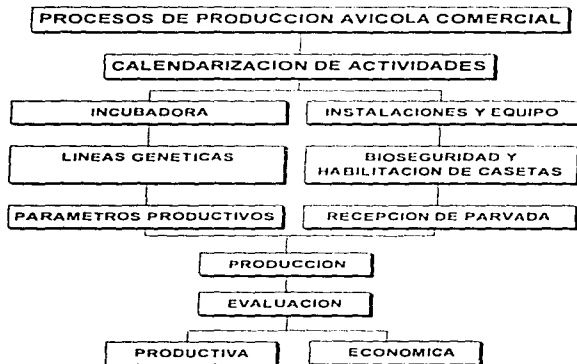 PROCESOS DE PRODUCCION AVICOLA COMERCIAL
CALENDARIZACION DE ACTIVIDADES
INCUBADORA
INSTALACIONES Y EQUIPO
LINEAS GENETICAS
BIOSEGURIDAD Y
HABILITACION DE CASETAS
PARAMETROS PRODUCTIVOS
RECEPCION DE PARVADA
PRODUCCION
EVALUACION
PRODUCTIVA
ECONOMICA